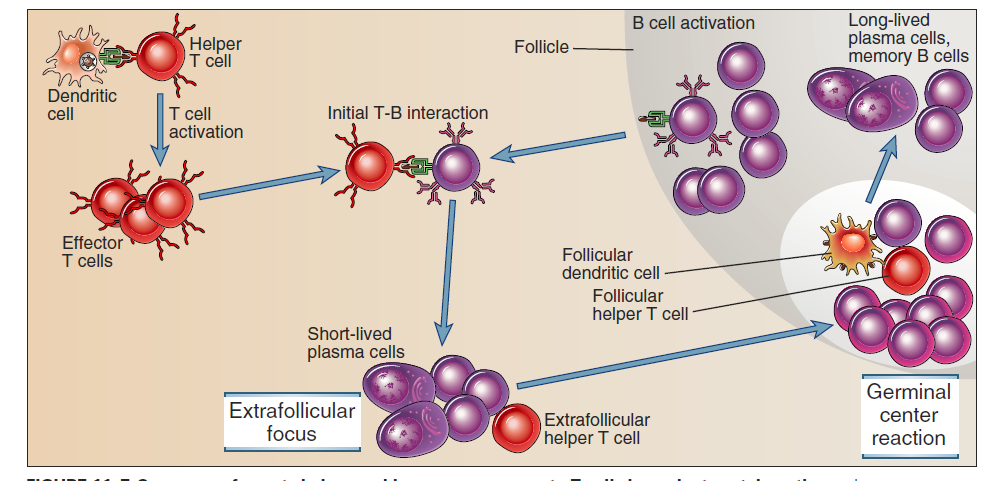 B cell activation
Long-lived
plasma cells,
memory B cells
Follicle
Helper
T cell
Dendritic
cell
T cell
activation
Initial T-B interaction
Effector
T cells
Follicular
dendritic cell
Follicular
helper T cell
Short-lived
plasma cells
Extrafollicular
focus
Extrafollicular
helper T cell
Germinal
center
reaction